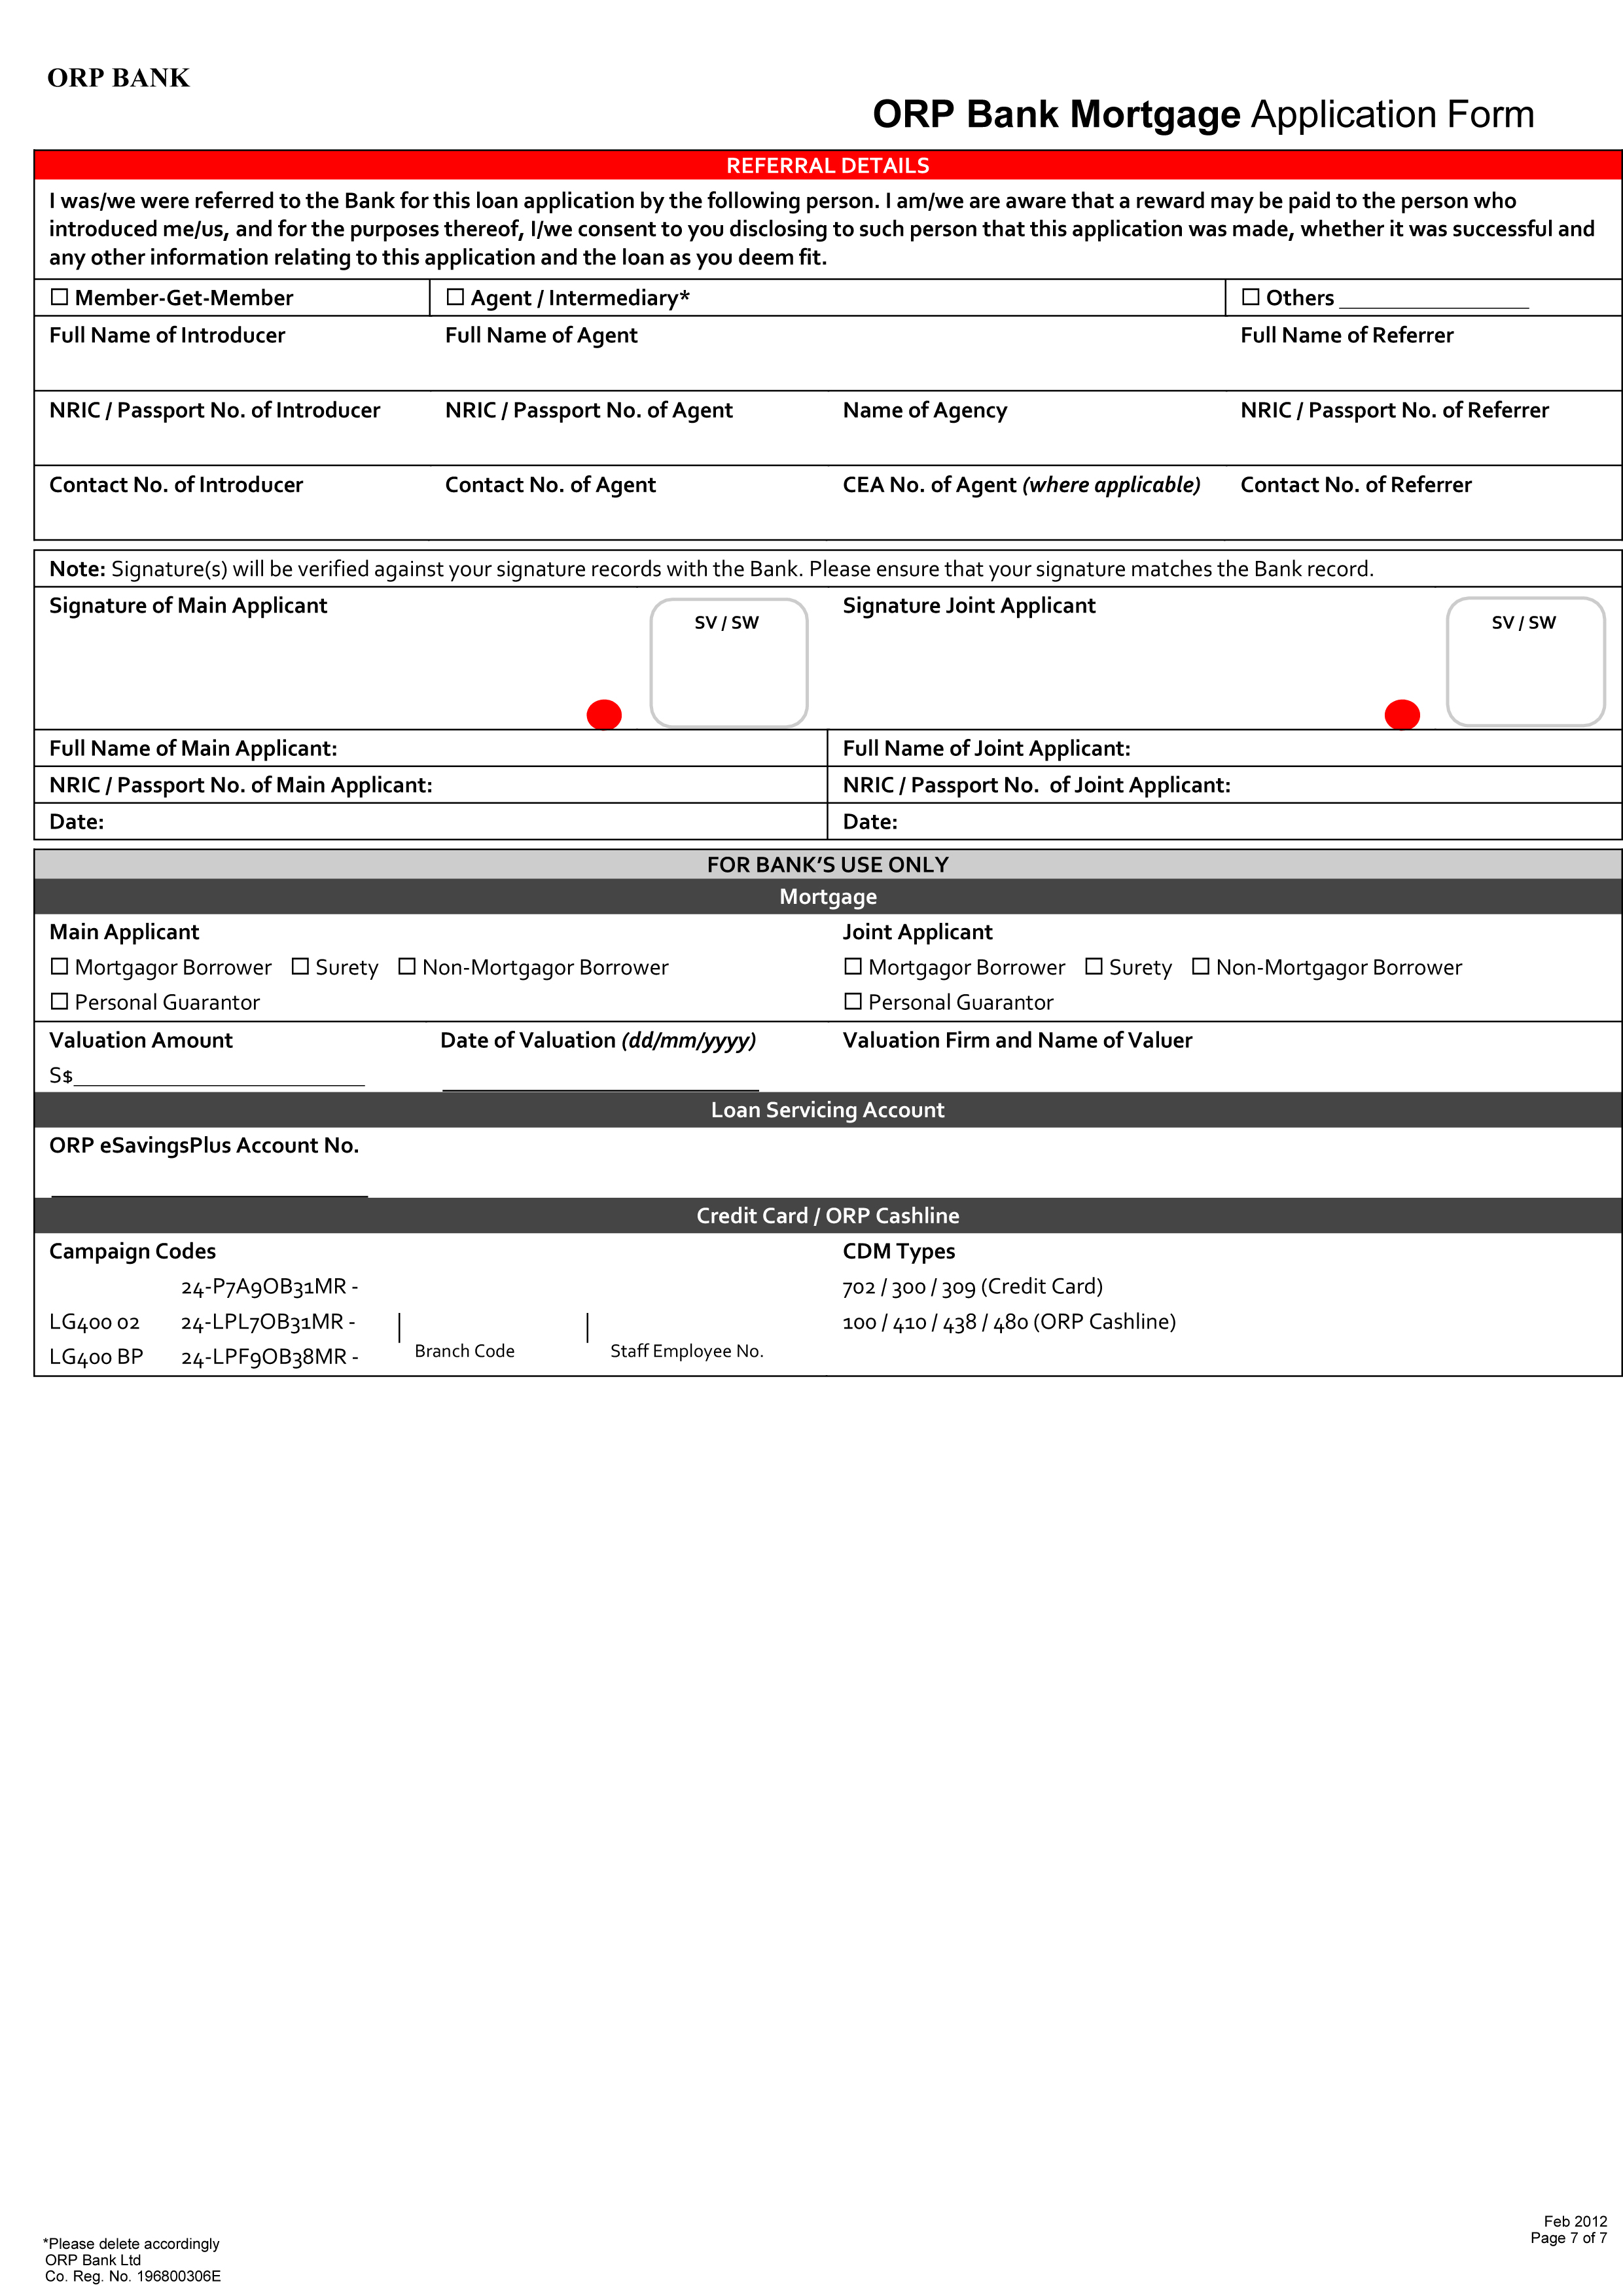 ORP BANK
ORP Bank Mortgage Application Form
REFERRAL DETAILS
I was/we were referred to the Bank for this loan application by the following person. I am/we are aware that a reward may be paid to the person who
introduced me/us, and for the purposes thereof, I/we consent to you disclosing to such person that this application was made, whether it was successful and
any other information relating to this application and the loan as you deem fit.
☐ Member-Get-Member ☐ Agent / Intermediary* ☐ Others ________________
Full Name of Introducer Full Name of Agent Full Name of Referrer
NRIC / Passport No. of Introducer NRIC / Passport No. of Agent Name of Agency NRIC / Passport No. of Referrer
Contact No. of Introducer Contact No. of Agent CEA No. of Agent (where applicable) Contact No. of Referrer
Note: Signature(s) will be verified against your signature records with the Bank. Please ensure that your signature matches the Bank record.
Signature of Main Applicant SV / SW Signature Joint Applicant SV / SW
Full Name of Main Applicant: Full Name of Joint Applicant:
NRIC / Passport No. of Main Applicant: NRIC / Passport No. of Joint Applicant:
Date: Date:
FOR BANK'S USE ONLY
Mortgage
Main Applicant Joint Applicant
☐ Mortgagor Borrower ☐ Surety ☐ Non-Mortgagor Borrower ☐ Mortgagor Borrower ☐ Surety ☐ Non-Mortgagor Borrower
☐ Personal Guarantor ☐ Personal Guarantor
Valuation Amount Date of Valuation (dd/mm/yyyy) Valuation Firm and Name of Valuer
S$________________________
Loan Servicing Account
ORP eSavingsPlus Account No.
Credit Card / ORP Cashline
Campaign Codes CDM Types
24-P7A9OB31MR - 702 / 300 / 309 (Credit Card)
LG400 02 24-LPL7OB31MR - 100 / 410 / 438 / 480 (ORP Cashline)
LG400 BP 24-LPF9OB38MR - Branch Code Staff Employee No.
Feb 2012
Page 7 of 7
*Please delete accordingly
ORP Bank Ltd
Co. Reg. No. 196800306E